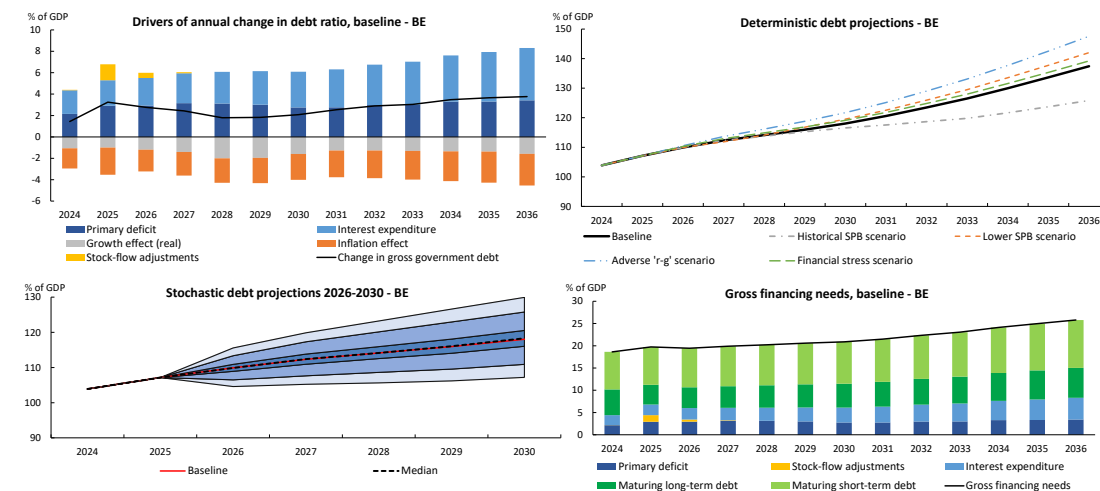 % of GDP
Drivers of annual change in debt ratio, baseline - BE
10
8
6
4
2
0
-2
-4
-6
2024 2025 2026 2027 2028 2029 2030 2031 2032 2033 2034 2035 2036
Primary deficit Interest expenditure
Growth effect (real) Inflation effect
Stock-flow adjustments Change in gross government debt
% of GDP
Deterministic debt projections - BE
150
140
130
120
110
100
90
2024 2025 2026 2027 2028 2029 2030 2031 2032 2033 2034 2035 2036
Baseline Historical SPB scenario Lower SPB scenario
Adverse 'r-g' scenario Financial stress scenario
% of GDP
Stochastic debt projections 2026-2030 - BE
130
120
110
100
90
2024 2025 2026 2027 2028 2029 2030
Baseline Median
% of GDP
Gross financing needs, baseline - BE
30
25
20
15
10
5
0
2024 2025 2026 2027 2028 2029 2030 2031 2032 2033 2034 2035 2036
Primary deficit Stock-flow adjustments Interest expenditure
Maturing long-term debt Maturing short-term debt Gross financing needs